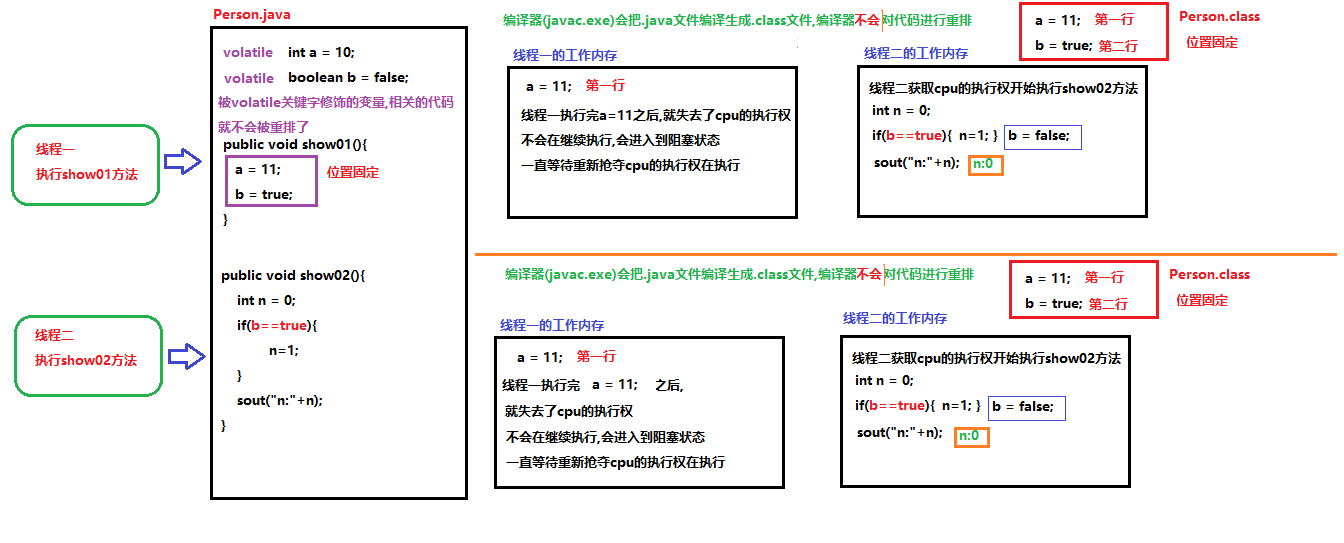 Person.java
volatile int a = 10;
volatile boolean b = false;
被volatile关键字修饰的变量,相关的代码
就不会被重排了
public void show01(){
a = 11;
b = true;
位置固定
}
public void show02(){
int n = 0;
if(b==true){
n=1;
}
sout("n:"+n);
}
线程一
执行show01方法
线程二
执行show02方法
编译器(javac.exe)会把.java文件编译生成.class文件,编译器不会对代码进行重排
a = 11; 第一行
b = true; 第二行
Person.class
位置固定
线程一的工作内存
a = 11; 第一行
线程一执行完a=11之后,就失去了cpu的执行权
不会在继续执行,会进入到阻塞状态
一直等待重新抢夺cpu的执行权在执行
线程二的工作内存
线程二获取cpu的执行权开始执行show02方法
int n = 0;
if(b==true){ n=1; } b = false;
sout("n:"+n); n:0
编译器(javac.exe)会把.java文件编译生成.class文件,编译器不会对代码进行重排
a = 11; 第一行
b = true; 第二行
Person.class
位置固定
线程一的工作内存
a = 11; 第一行
线程一执行完 a = 11; 之后,
就失去了cpu的执行权
不会在继续执行,会进入到阻塞状态
一直等待重新抢夺cpu的执行权在执行
线程二的工作内存
线程二获取cpu的执行权开始执行show02方法
int n = 0;
if(b==true){ n=1; } b = false;
sout("n:"+n); n:0